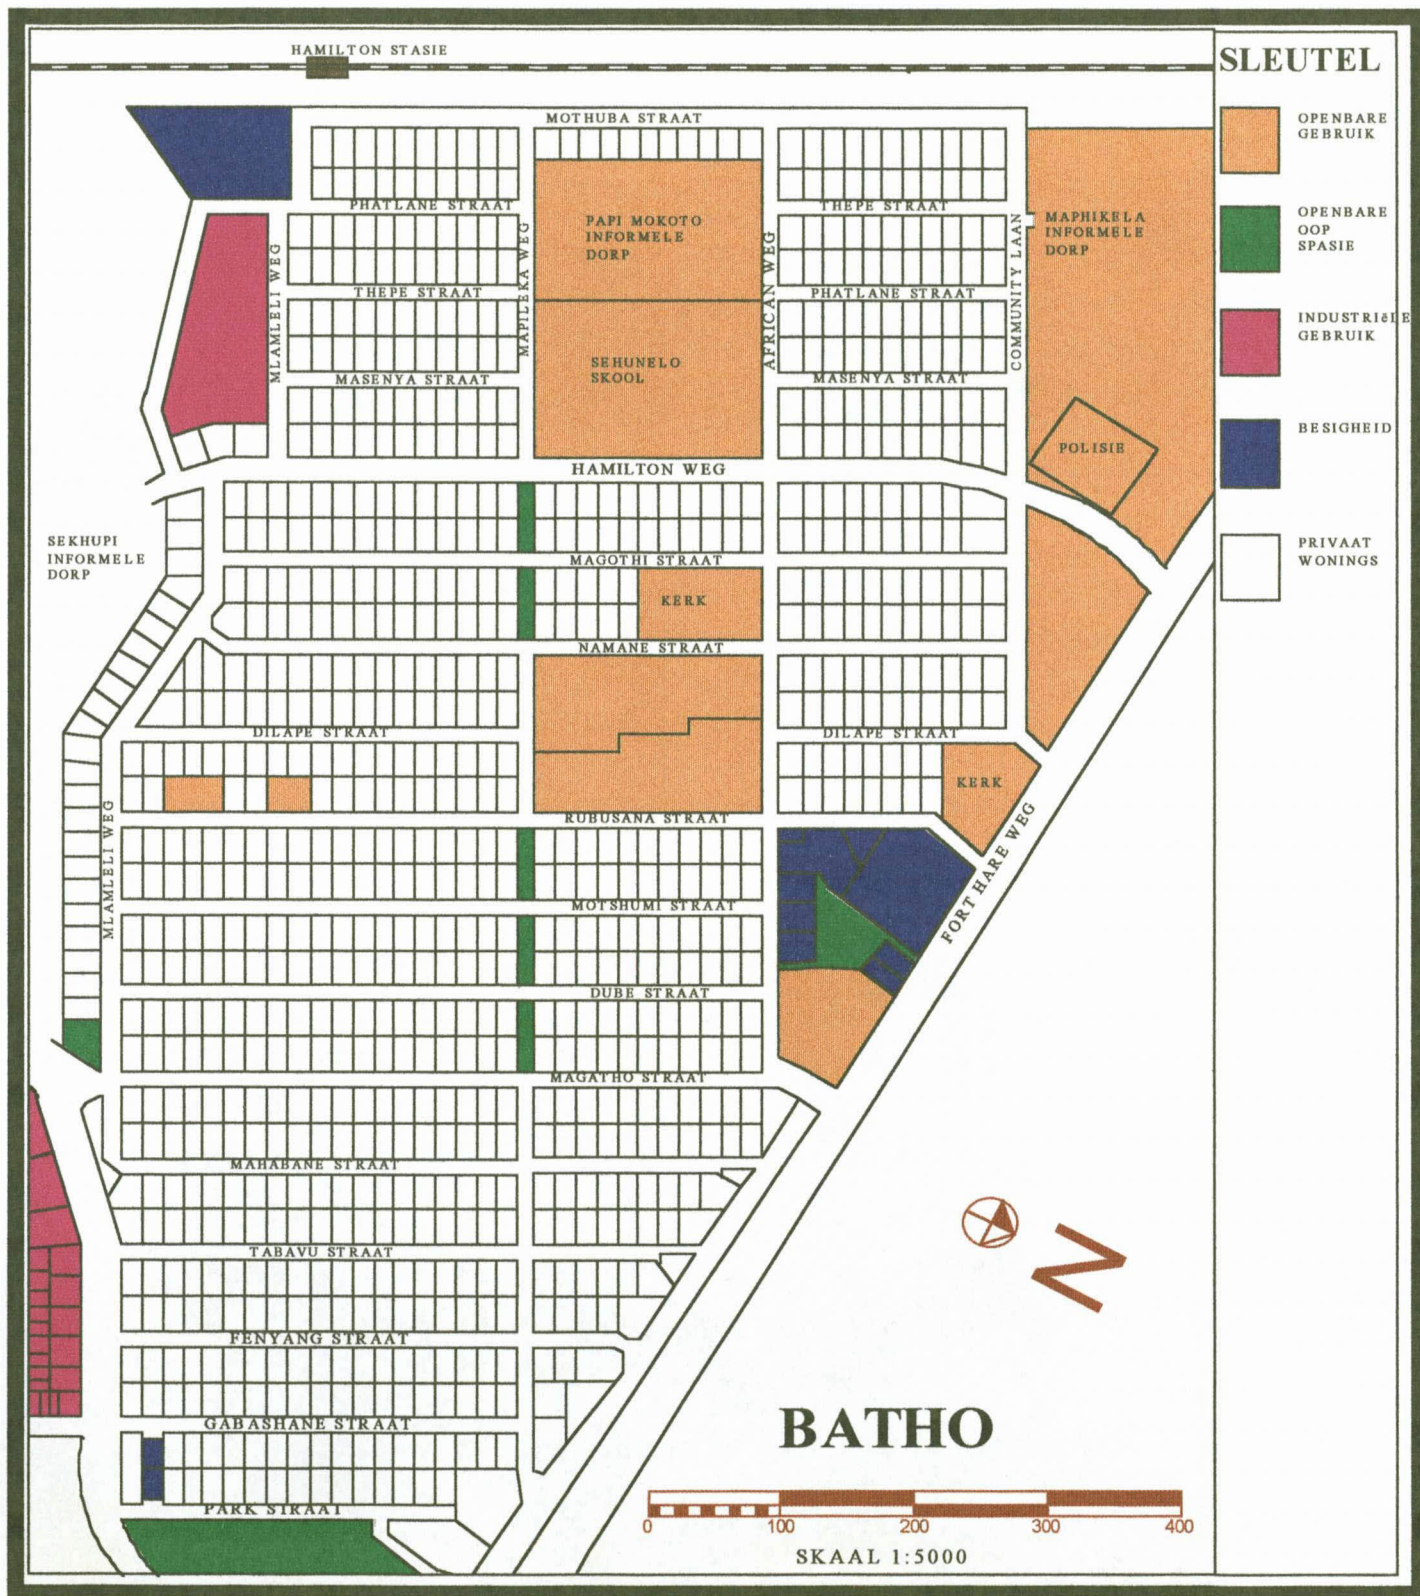 HAMILTON STASIE
SLEUTEL
OPENBARE
GEBRUIK
OPENBARE
OOP
SPASIE
INDUSTRIëLE
GEBRUIK
BESIGHEID
PRIVAAT
WONINGS
MOTHUBA STRAAT
PHATLANE STRAAT
THEPE STRAAT
PAPI MOKOTO
INFORMELE
DORP
MAPHIKELA
INFORMELE
DORP
MLAMLELI WEG
MAPILEKA WEG
AFRICAN WEG
COMMUNITY LAAN
THEPE STRAAT
PHATLANE STRAAT
SEHUNELO
SKOOL
MASENYA STRAAT
MASENYA STRAAT
POLISIE
HAMILTON WEG
SEKHUPI
INFORMELE
DORP
MAGOTHI STRAAT
KERK
NAMANE STRAAT
DILAPE STRAAT
DILAPE STRAAT
KERK
RUBUSANA STRAAT
MLAMLELI WEG
FORT HARE WEG
MOTSHUMI STRAAT
DUBE STRAAT
MAGATHO STRAAT
MAHABANE STRAAT
TABAVU STRAAT
N
FENYANG STRAAT
GABASHANE STRAAT
BATHO
PARK STRAAT
0 100 200 300 400
SKAAL 1:5000